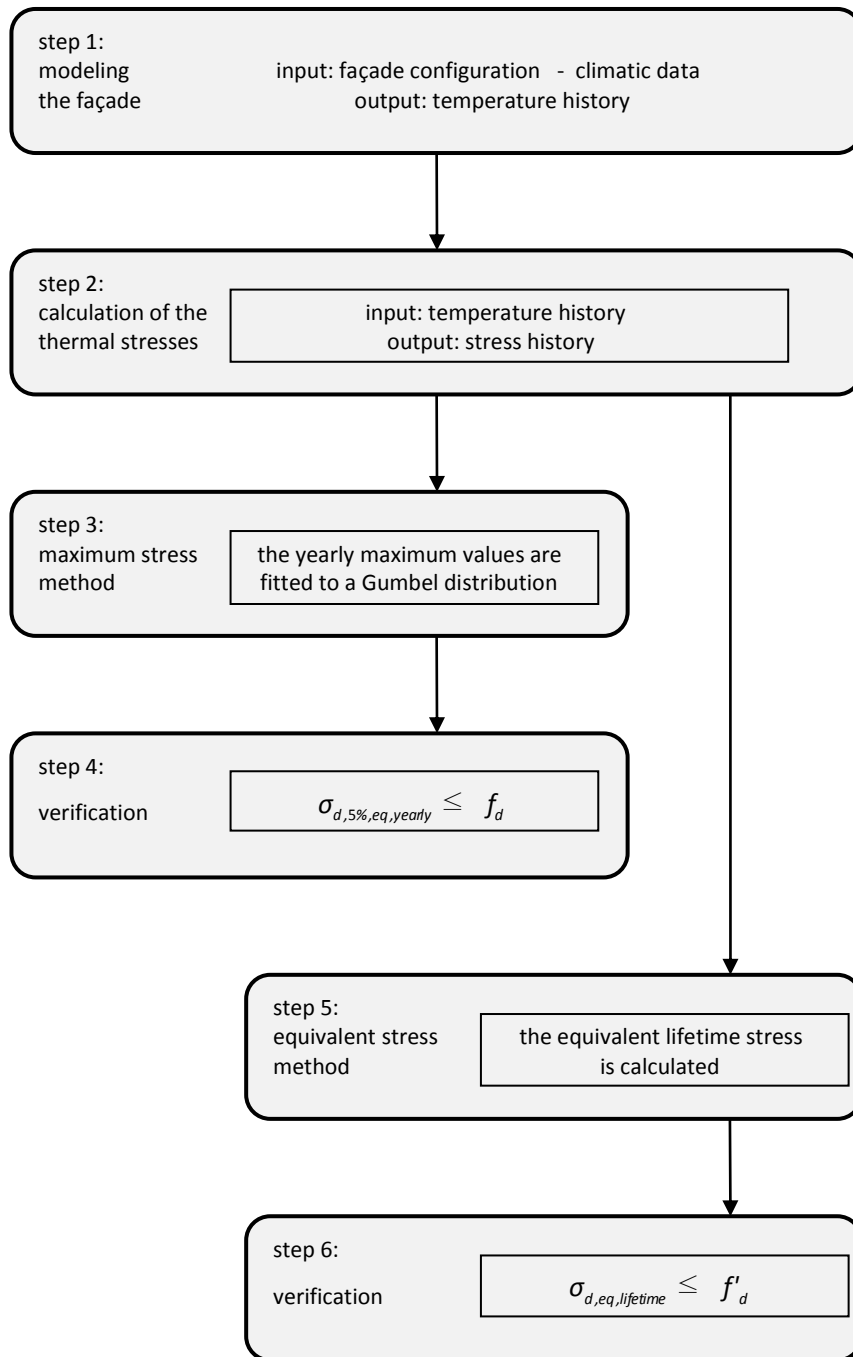 step 1:
modeling
the façade
input: façade configuration - climatic data
output: temperature history
step 2:
calculation of the
thermal stresses
input: temperature history
output: stress history
step 3:
maximum stress
method
the yearly maximum values are
fitted to a Gumbel distribution
step 4:
verification
σd,5%,eq,yearly ≤ fd
step 5:
equivalent stress
method
the equivalent lifetime stress
is calculated
step 6:
verification
σd,eq,lifetime ≤ f'd